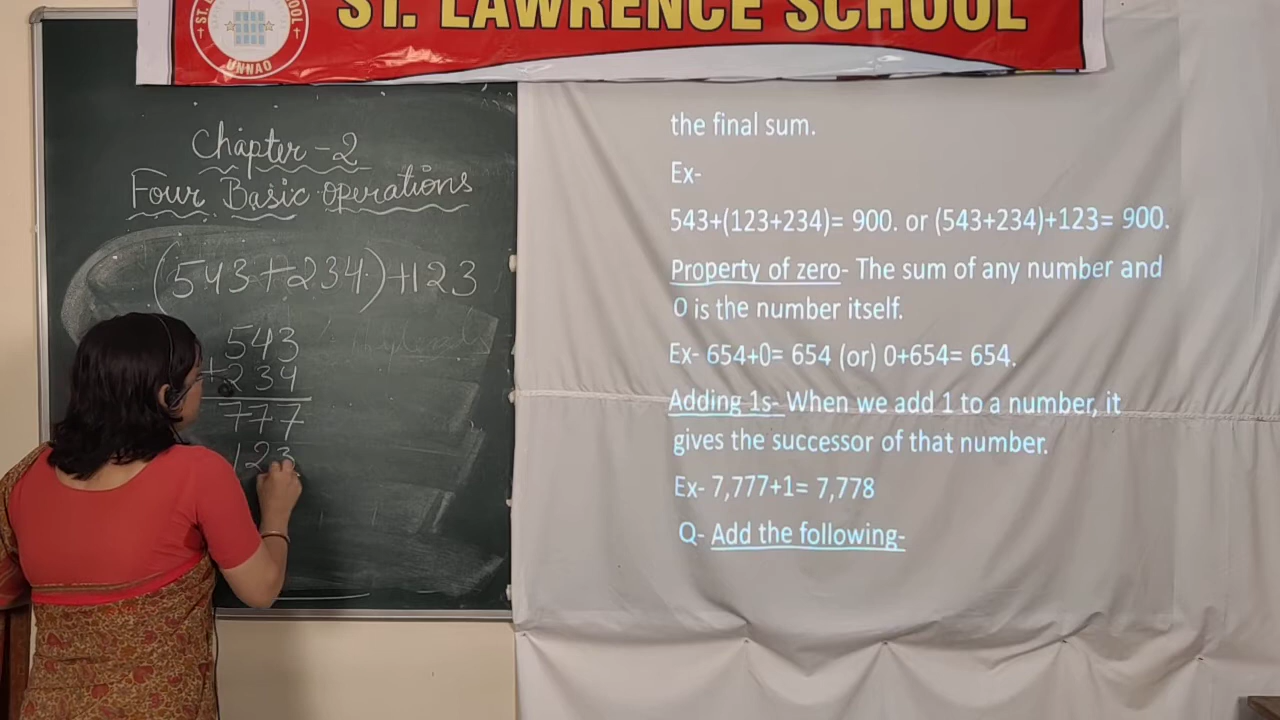 ST. LAWRENCE SCHOOL
UNNAO
Chapter-2
Four Basic Operations
(543+234)+123
543
+234
777
123
the final sum.
Ex-
543+(123+234)= 900. or (543+234)+123= 900.
Property of zero- The sum of any number and
0 is the number itself.
Ex- 654+0= 654 (or) 0+654= 654.
Adding 1s- When we add 1 to a number, it
gives the successor of that number.
Ex- 7,777+1= 7,778
Q- Add the following-